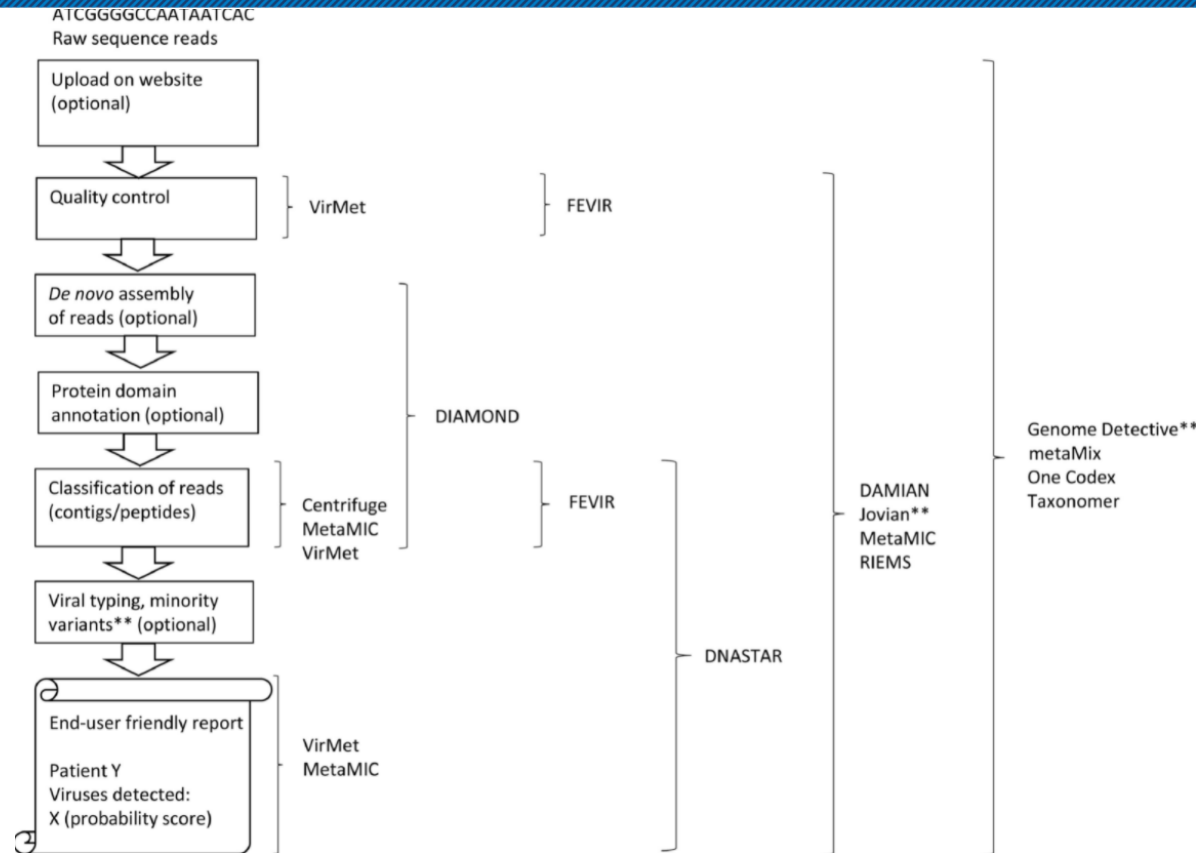 ATCGGGGCCAATAATCAC
Raw sequence reads
Upload on website
(optional)
Quality control
VirMet
FEVIR
De novo assembly
of reads (optional)
Protein domain
annotation (optional)
DIAMOND
Classification of reads
(contigs/peptides)
Centrifuge
MetaMIC
VirMet
FEVIR
Viral typing, minority
variants** (optional)
End-user friendly report
Patient Y
Viruses detected:
X (probability score)
VirMet
MetaMIC
DNASTAR
DAMIAN
Jovian**
MetaMIC
RIEMS
Genome Detective**
metaMix
One Codex
Taxonomer